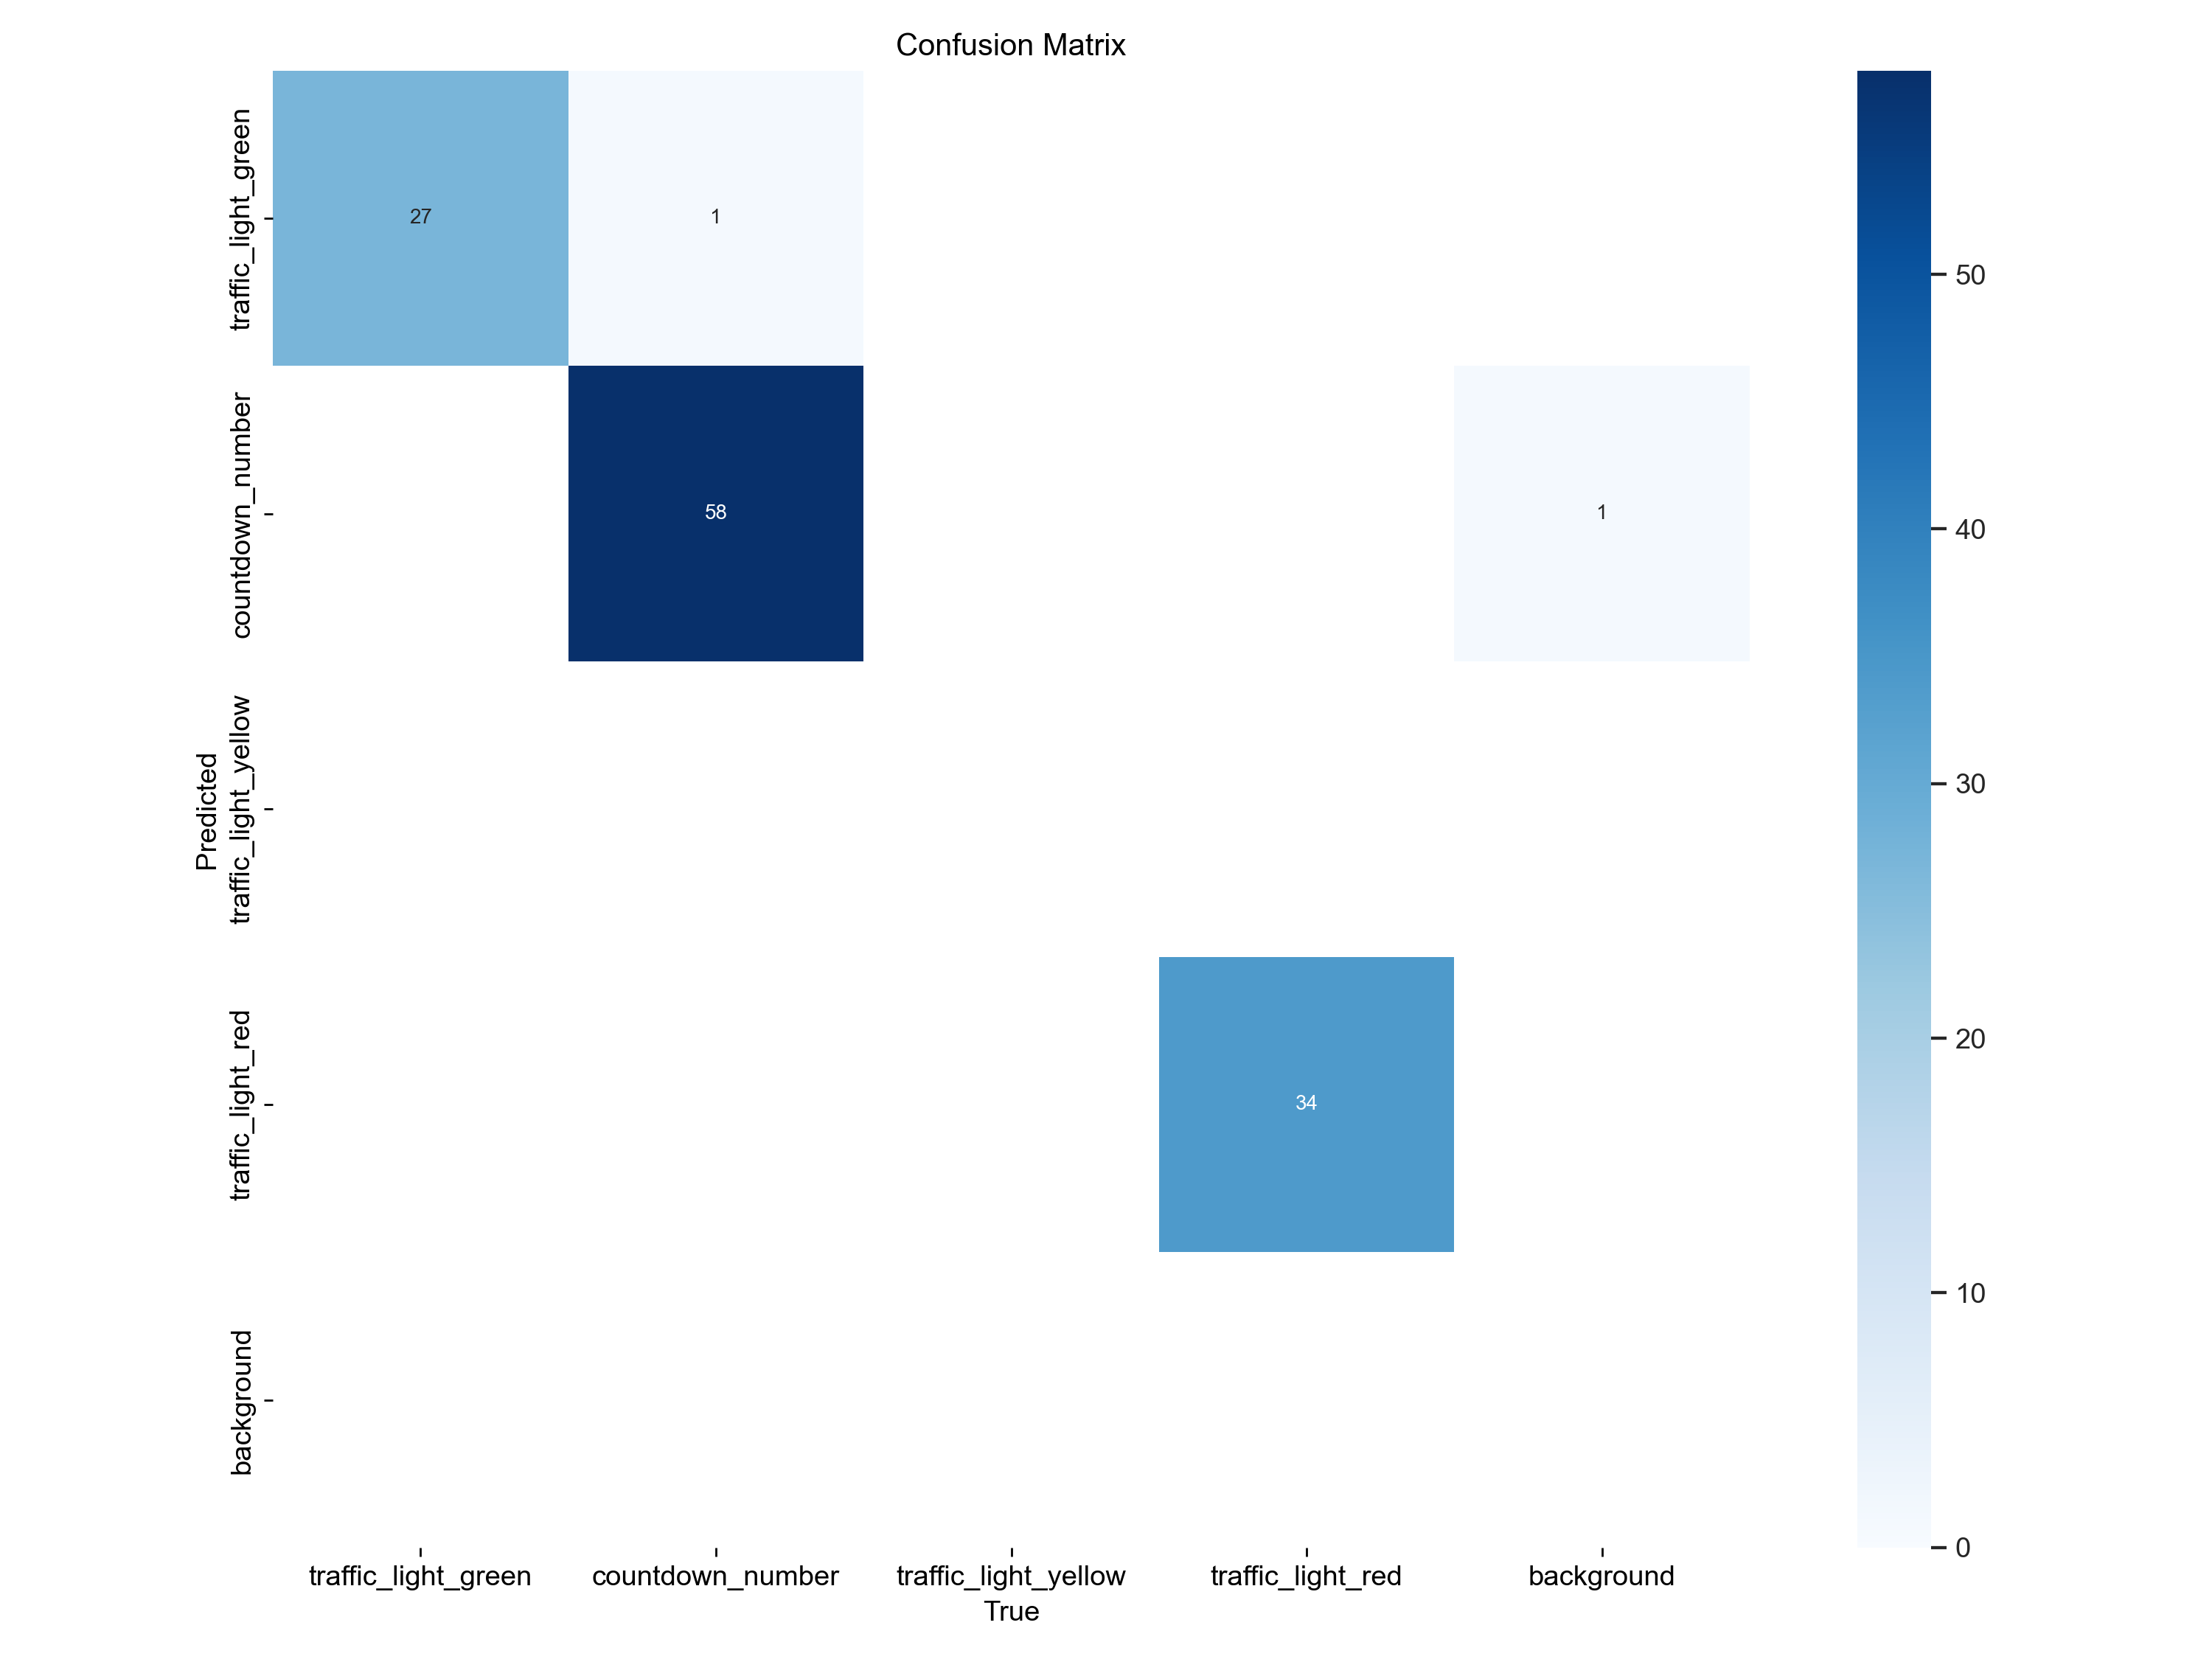 Confusion Matrix
traffic_light_green
27
1
countdown_number
58
1
traffic_light_yellow
Predicted
traffic_light_red
34
background
traffic_light_green
countdown_number
traffic_light_yellow
traffic_light_red
background
True
50
40
30
20
10
0